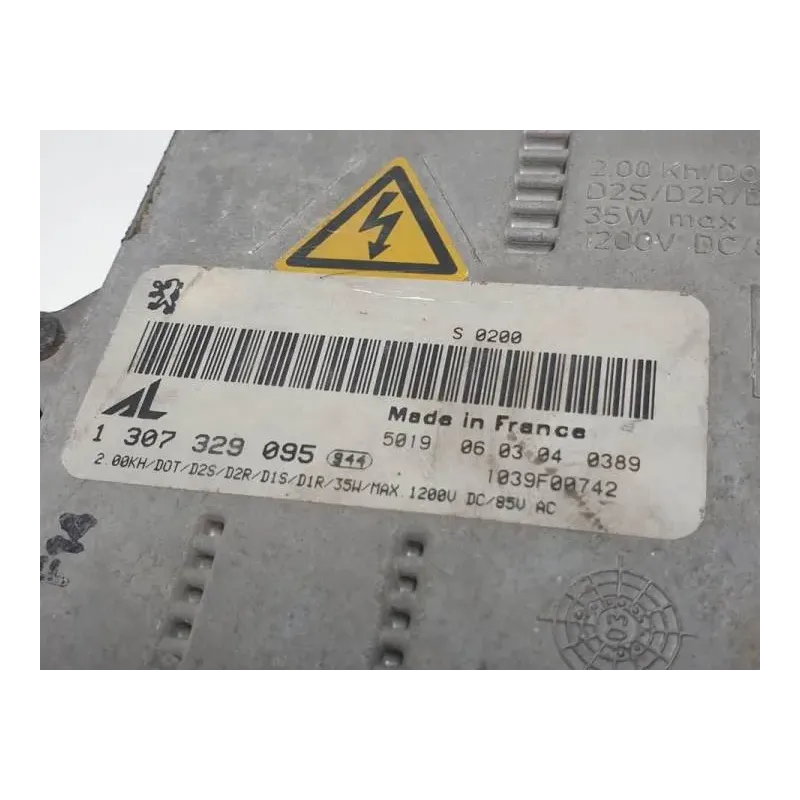 2.00 Kh/DO
D2S/D2R/D
35W max
1200V DC/8
S 0200
AL
Made in France
1 307 329 095 944
5019 06 03 04 0389
2.00KH/DOT/D2S/D2R/D1S/D1R/35W/MAX 1200V DC/85V AC
1039F00742
03